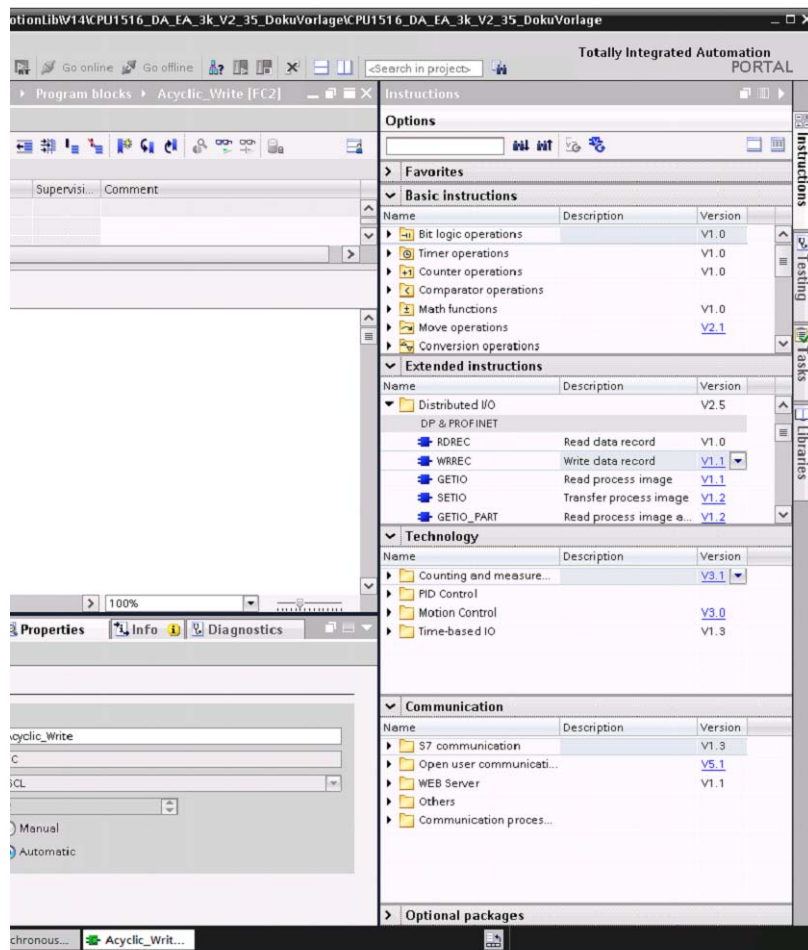 otionLib\V14\CPU1516_DA_EA_3k_V2_35_DokuVorlage\CPU1516_DA_EA_3k_V2_35_DokuVorlage
Totally Integrated Automation
PORTAL
Go online Go offline <Search in project>
Program blocks Acyclic_Write [FC2]
Instructions
Options
Supervisi... Comment
Favorites
Basic instructions
Name Description Version
Bit logic operations V1.0
Timer operations V1.0
Counter operations V1.0
Comparator operations
Math functions V1.0
Move operations V2.1
Conversion operations
Extended instructions
Name Description Version
Distributed I/O V2.5
DP & PROFINET
RDREC Read data record V1.0
WRREC Write data record V1.1
GETIO Read process image V1.1
SETIO Transfer process image V1.2
GETIO_PART Read process image a... V1.2
Technology
Name Description Version
Counting and measure... V3.1
PID Control
Motion Control V3.0
Time-based IO V1.3
Communication
Name Description Version
S7 communication V1.3
Open user communicati... V5.1
WEB Server V1.1
Others
Communication proces...
Optional packages
Instructions
Testing
Tasks
Libraries
100%
Properties Info Diagnostics
Acyclic_Write
C
SCL
Manual
Automatic
chronous... Acyclic_Writ...